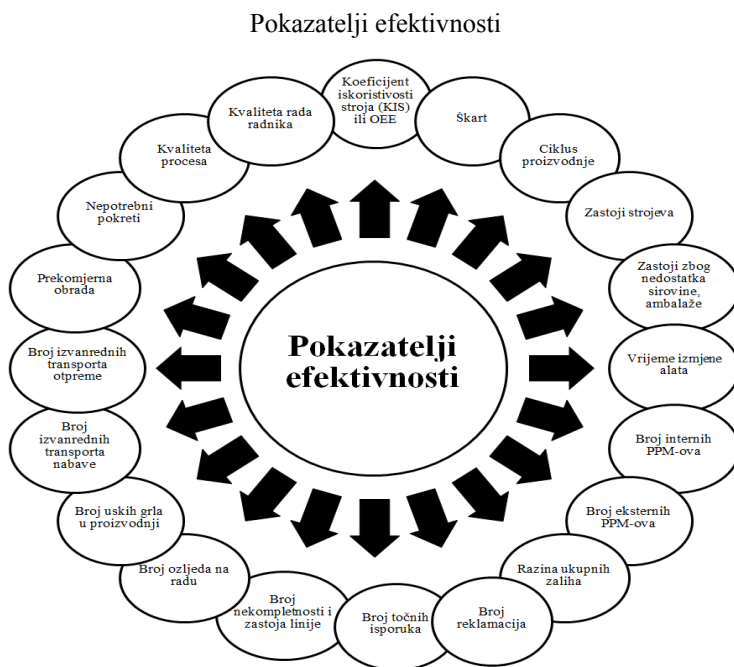 Pokazatelji efektivnosti
Koeficijent
iskoristivosti
stroja (KIS)
ili OEE
Škart
Ciklus
proizvodnje
Zastoji strojeva
Zastoji zbog
nedostatka
sirovine,
ambalaže
Vrijeme izmjene
alata
Broj internih
PPM-ova
Broj eksternih
PPM-ova
Razina ukupnih
zaliha
Broj
reklamacija
Broj točnih
isporuka
Broj
nekompletnosti i
zastoja linije
Broj ozljeda na
radu
Broj uskih grla
u proizvodnji
Broj
izvanrednih
transporta
nabave
Broj izvanrednih
transporta
otpreme
Prekomjerna
obrada
Nepotrebni
pokreti
Kvaliteta
procesa
Kvaliteta rada
radnika
Pokazatelji
efektivnosti